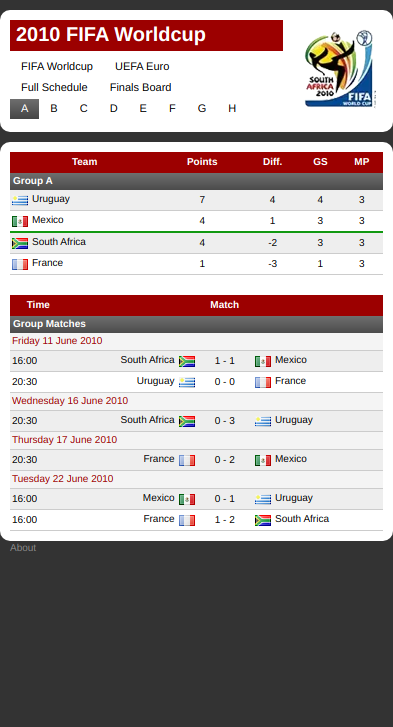 2010 FIFA Worldcup
FIFA Worldcup UEFA Euro
Full Schedule Finals Board
A B C D E F G H
SOUTH AFRICA 2010
FIFA
WORLD CUP
Team Points Diff. GS MP
Group A
Uruguay 7 4 4 3
Mexico 4 1 3 3
South Africa 4 -2 3 3
France 1 -3 1 3
Time Match
Group Matches
Friday 11 June 2010
16:00 South Africa 1 - 1 Mexico
20:30 Uruguay 0 - 0 France
Wednesday 16 June 2010
20:30 South Africa 0 - 3 Uruguay
Thursday 17 June 2010
20:30 France 0 - 2 Mexico
Tuesday 22 June 2010
16:00 Mexico 0 - 1 Uruguay
16:00 France 1 - 2 South Africa
About